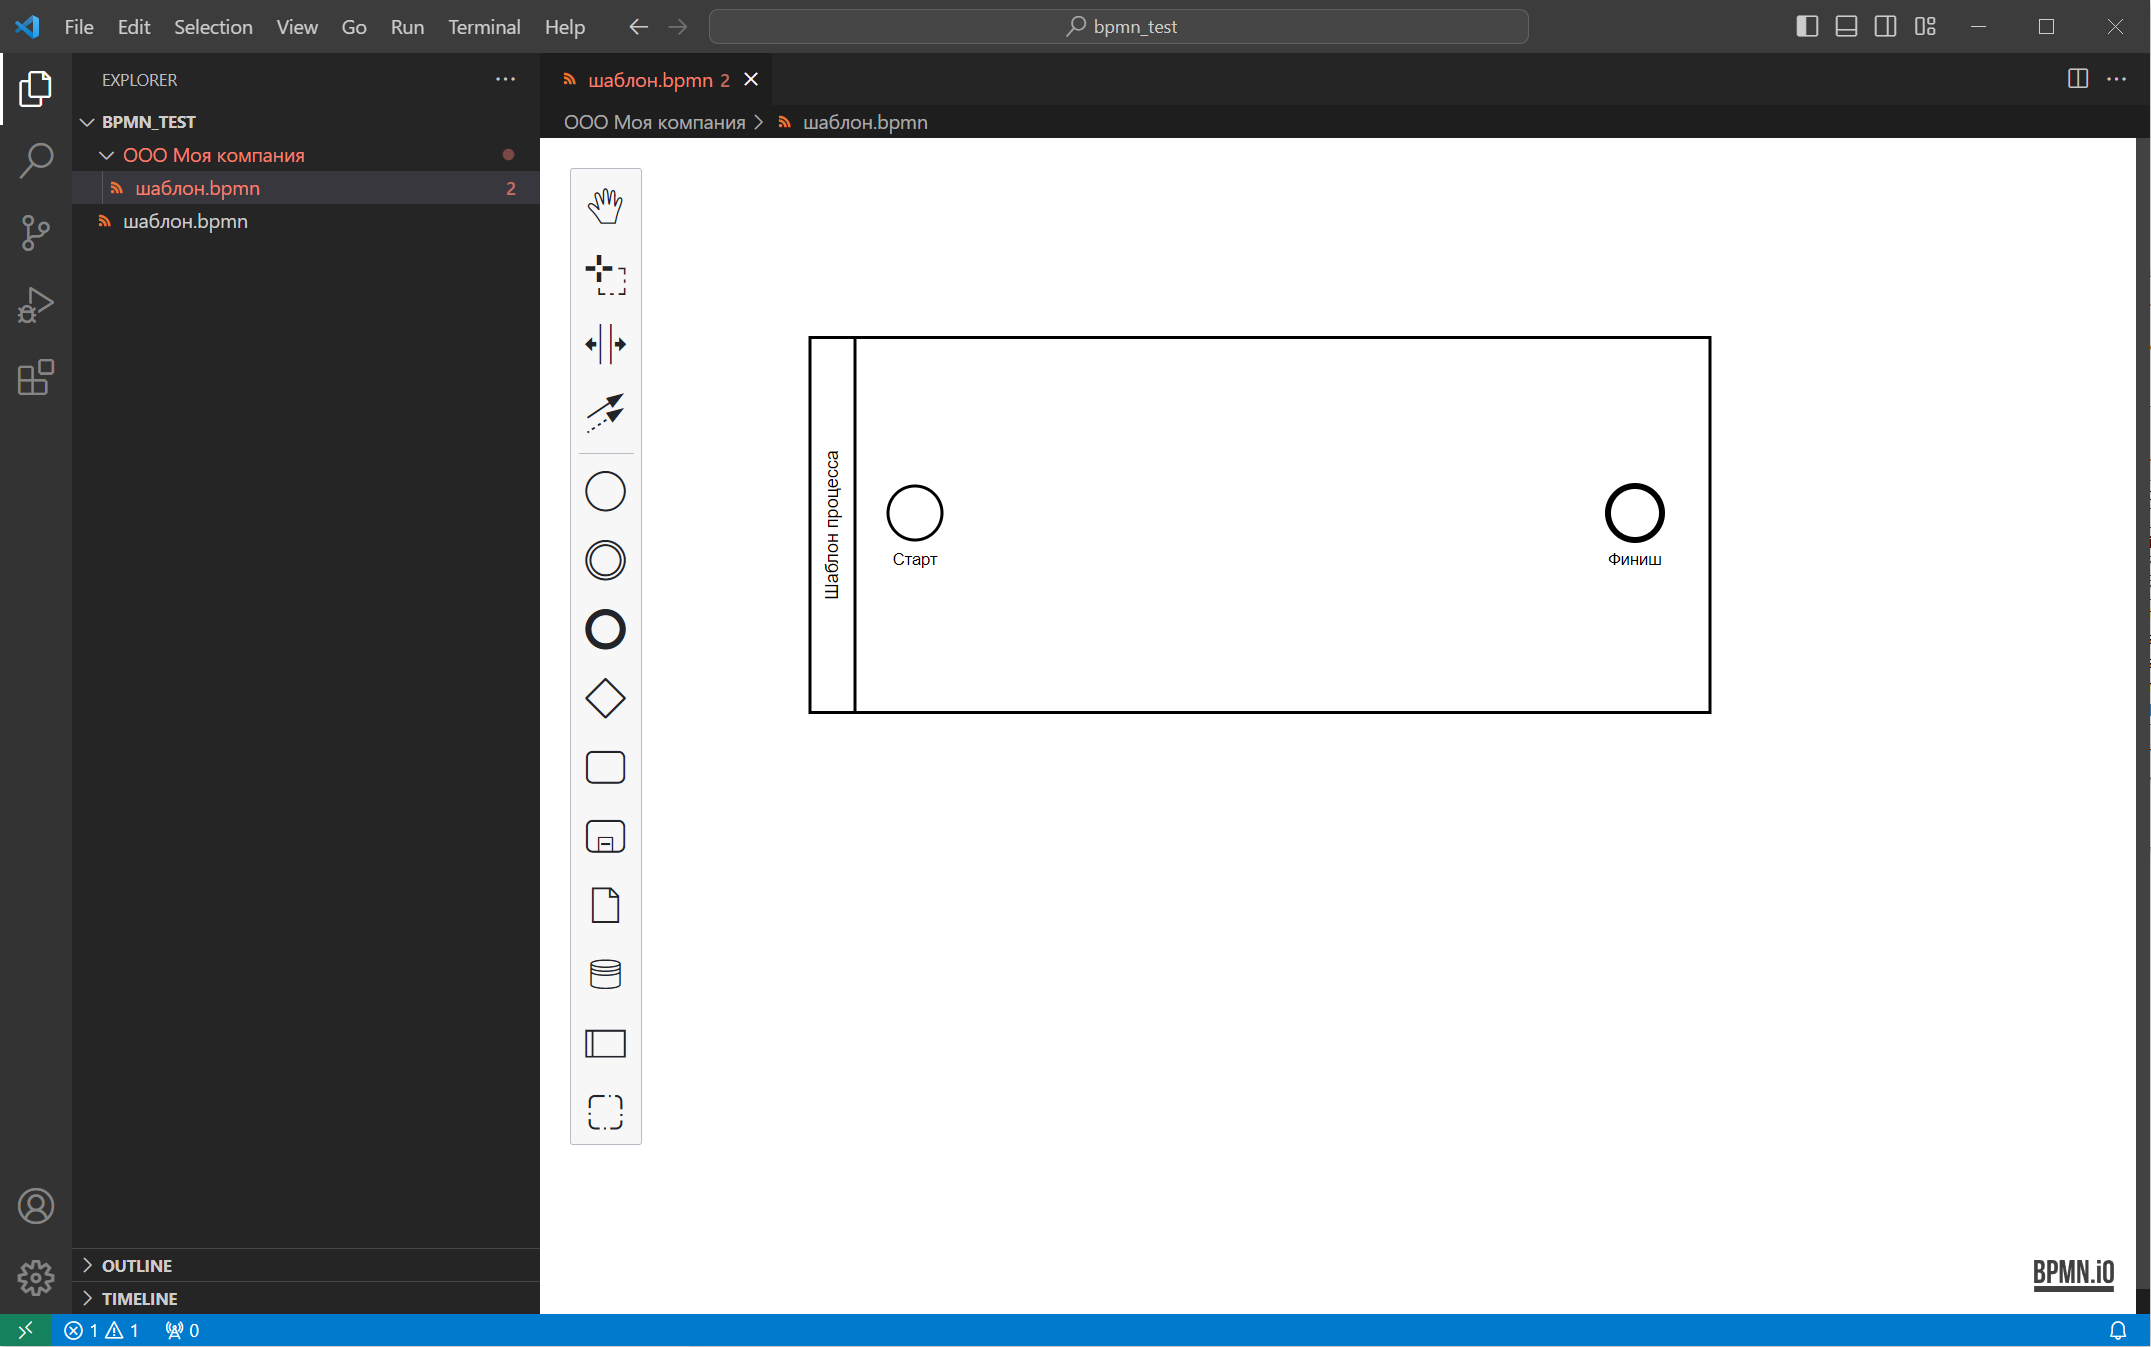 File Edit Selection View Go Run Terminal Help
bpmn_test
EXPLORER
BPMN_TEST
ООО Моя компания
шаблон.bpmn 2
шаблон.bpmn
шаблон.bpmn 2
ООО Моя компания
шаблон.bpmn
Шаблон процесса
Старт
Финиш
BPMN.iO
OUTLINE
TIMELINE
1 1 0